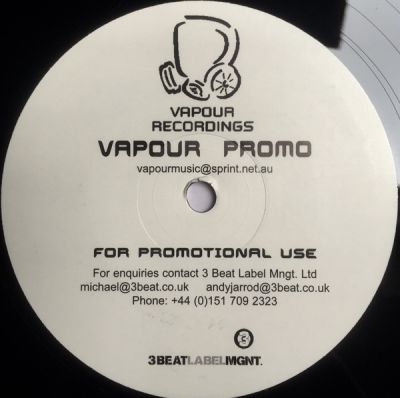 VAPOUR
RECORDINGS
VAPOUR PROMO
vapourmusic@sprint.net.au
FOR PROMOTIONAL USE
For enquiries contact 3 Beat Label Mngt. Ltd
michael@3beat.co.uk andyjarrod@3beat.co.uk
Phone: +44 (0)151 709 2323
3BEATLABELMGNT.